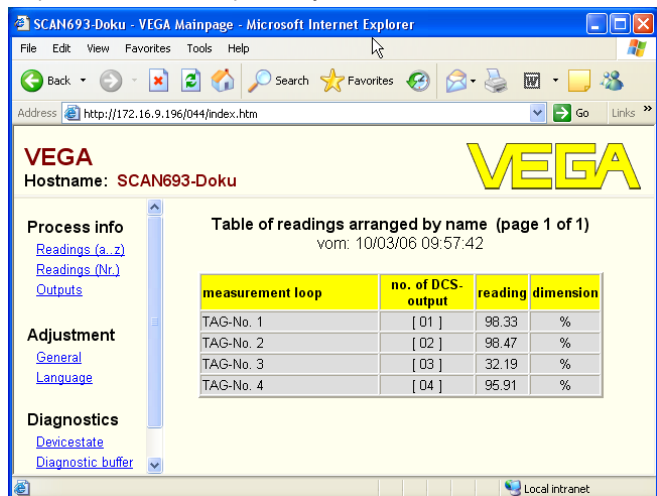 SCAN693-Doku - VEGA Mainpage - Microsoft Internet Explorer
File Edit View Favorites Tools Help
Back Search Favorites
Address http://172.16.9.196/044/index.htm Go Links »
VEGA
Hostname: SCAN693-Doku
VEGA
Process info
Readings (a..z)
Readings (Nr.)
Outputs
Adjustment
General
Language
Diagnostics
Devicestate
Diagnostic buffer
Table of readings arranged by name (page 1 of 1)
vom: 10/03/06 09:57:42
measurement loop no. of DCS-output reading dimension
TAG-No. 1 [ 01 ] 98.33 %
TAG-No. 2 [ 02 ] 98.47 %
TAG-No. 3 [ 03 ] 32.19 %
TAG-No. 4 [ 04 ] 95.91 %
Local intranet